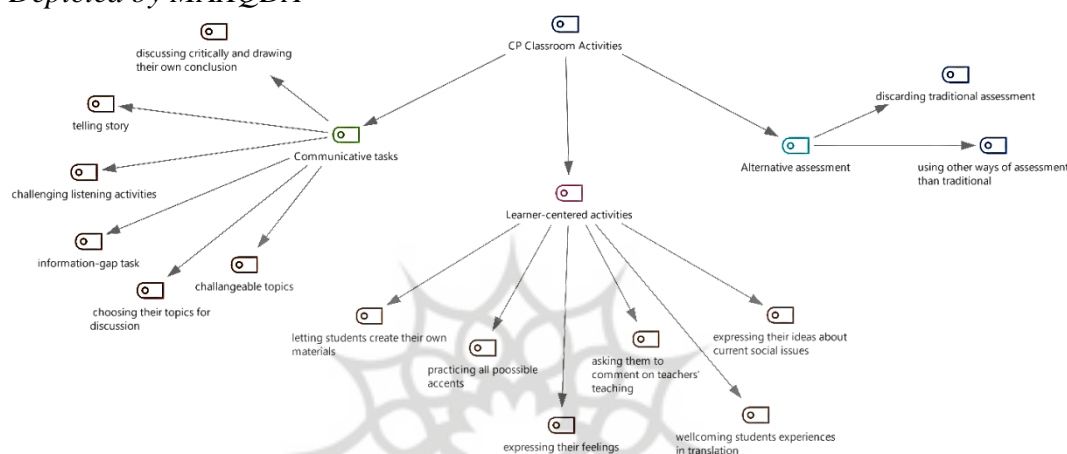 Depicted by MAXQDA
CP Classroom Activities
discussing critically and drawing
their own conclusion
telling story
challenging listening activities
information-gap task
choosing their topics for
discussion
challangeable topics
Communicative tasks
Learner-centered activities
letting students create their own
materials
practicing all poossible
accents
expressing their feelings
asking them to
comment on teachers'
teaching
wellcoming students experiences
in translation
expressing their ideas about
current social issues
Alternative assessment
discarding traditional assessment
using other ways of assessment
than traditional